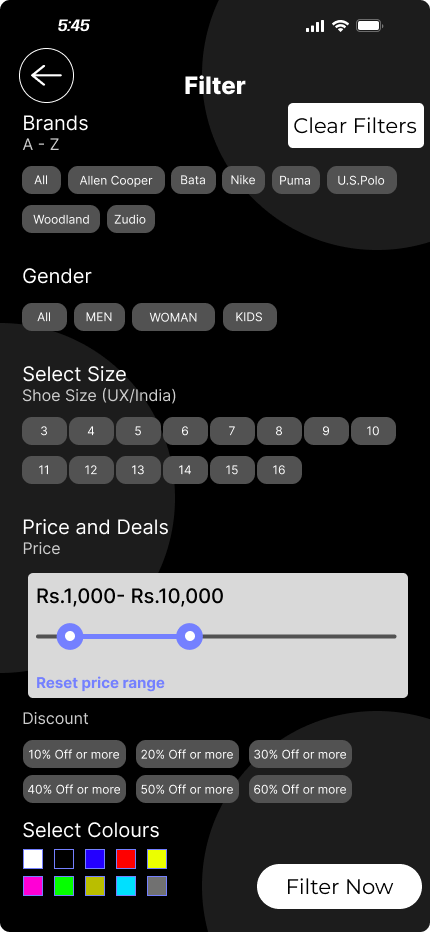 5:45
Filter
Brands
Clear Filters
A - Z
All Allen Cooper Bata Nike Puma U.S.Polo
Woodland Zudio
Gender
All MEN WOMAN KIDS
Select Size
Shoe Size (UX/India)
3 4 5 6 7 8 9 10
11 12 13 14 15 16
Price and Deals
Price
Rs.1,000- Rs.10,000
Reset price range
Discount
10% Off or more 20% Off or more 30% Off or more
40% Off or more 50% Off or more 60% Off or more
Select Colours
Filter Now